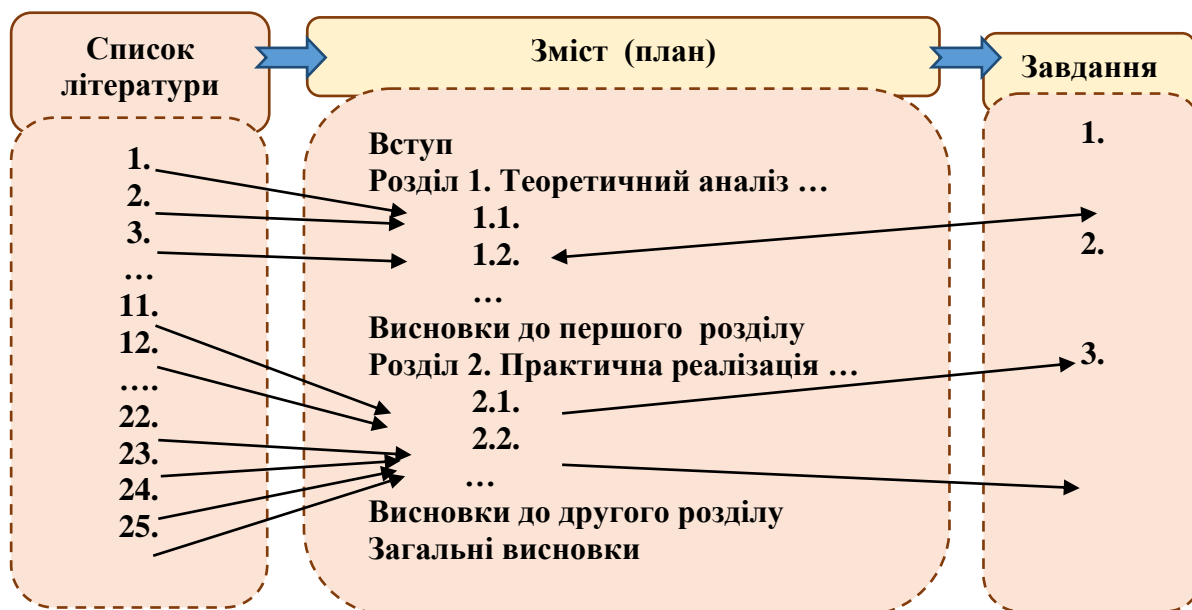 Список
літератури
1.
2.
3.
…
11.
12.
….
22.
23.
24.
25.
Зміст (план)
Вступ
Розділ 1. Теоретичний аналіз …
1.1.
1.2.
…
Висновки до першого розділу
Розділ 2. Практична реалізація …
2.1.
2.2.
…
Висновки до другого розділу
Загальні висновки
Завдання
1.
2.
3.